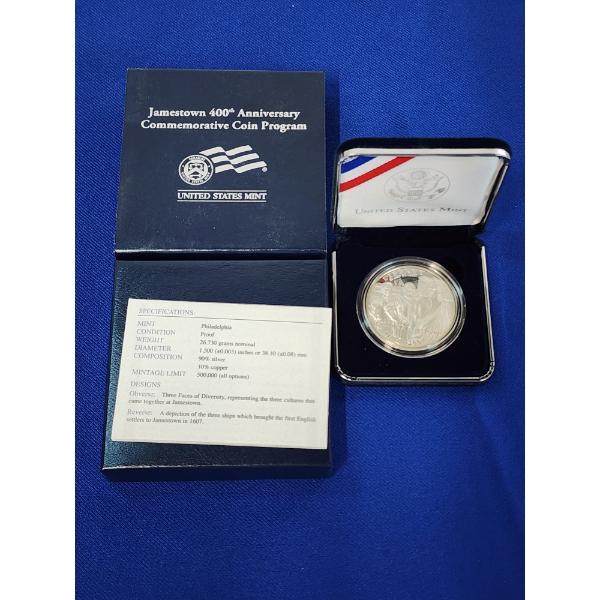 Jamestown 400th Anniversary
Commemorative Coin Program
UNITED STATES MINT
UNITED STATES MINT
SPECIFICATIONS:
MINT Philadelphia
CONDITION Proof
WEIGHT 26.730 grams nominal
DIAMETER 1.500 (±0.003) inches or 38.10 (±0.08) mm
COMPOSITION 90% silver
10% copper
MINTAGE LIMIT 500,000 (all options)
DESIGNS
Obverse: Three Faces of Diversity, representing the three cultures that
came together at Jamestown.
Reverse: A depiction of the three ships which brought the first English
settlers to Jamestown in 1607.